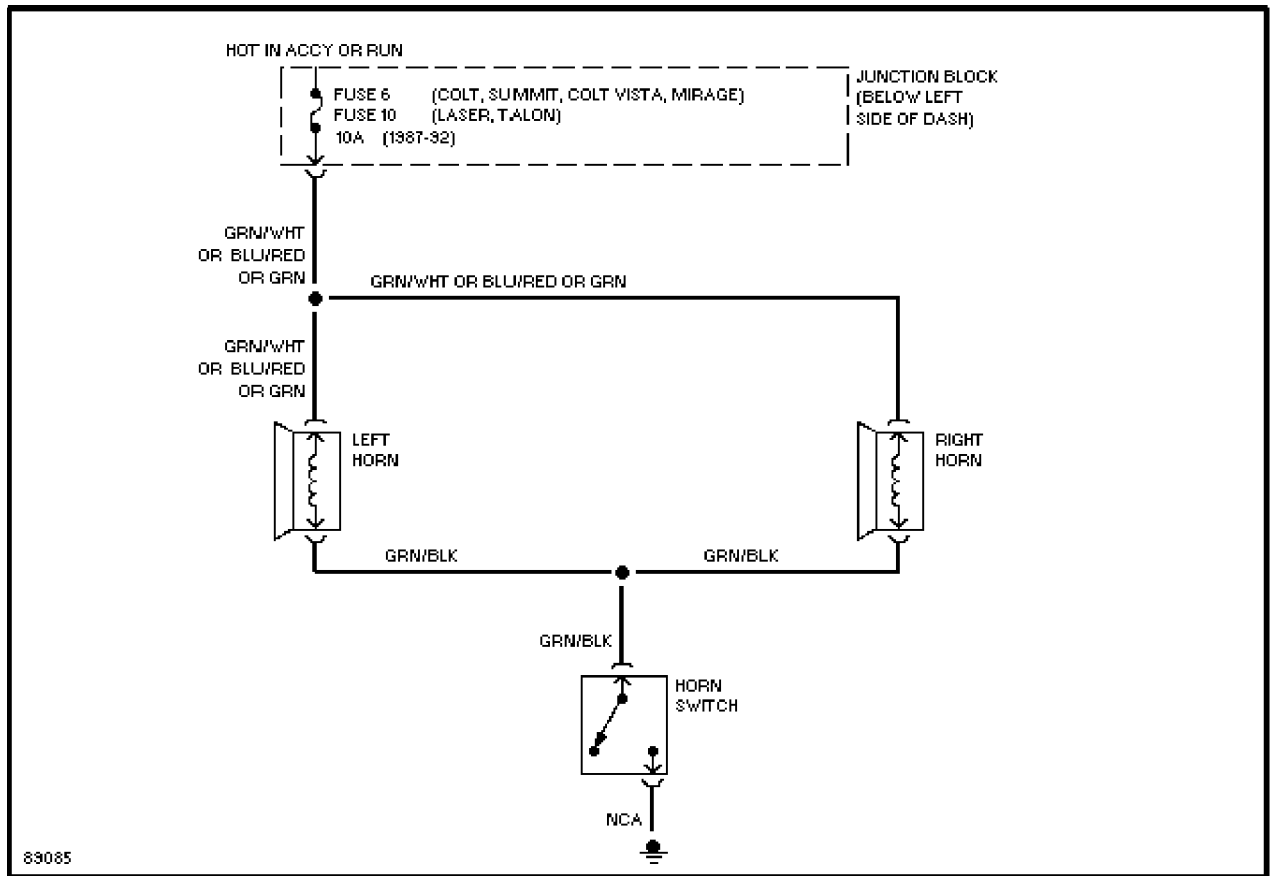 HOT IN ACCY OR RUN
JUNCTION BLOCK
(BELOW LEFT
SIDE OF DASH)
FUSE 6 (COLT, SUMMIT, COLT VISTA, MIRAGE)
FUSE 10 (LASER, TALON)
10A (1987-92)
GRN/WHT
OR BLU/RED
OR GRN
GRN/WHT OR BLU/RED OR GRN
GRN/WHT
OR BLU/RED
OR GRN
LEFT
HORN
RIGHT
HORN
GRN/BLK
GRN/BLK
GRN/BLK
HORN
SWITCH
NCA
89085